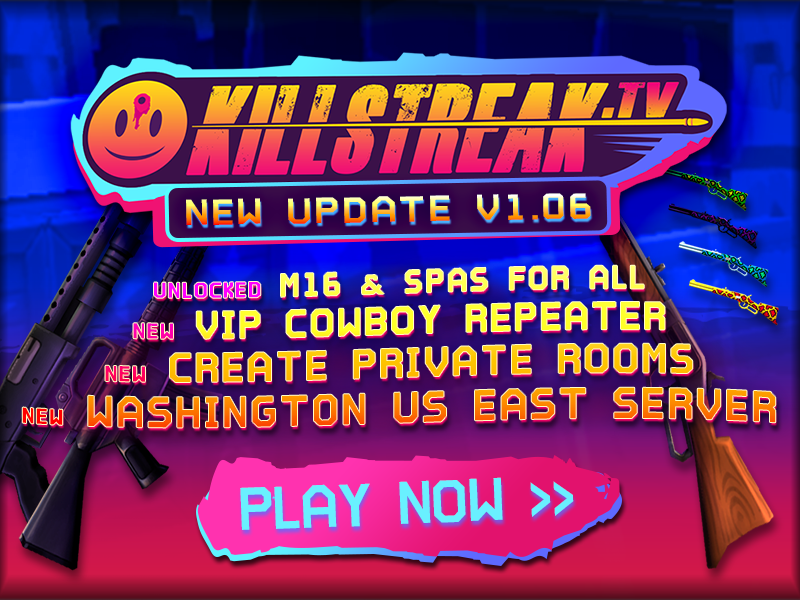 KILLSTREAK.TV
NEW UPDATE V1.06
UNLOCKED M16 & SPAS FOR ALL
NEW VIP COWBOY REPEATER
NEW CREATE PRIVATE ROOMS
NEW WASHINGTON US EAST SERVER
PLAY NOW >>